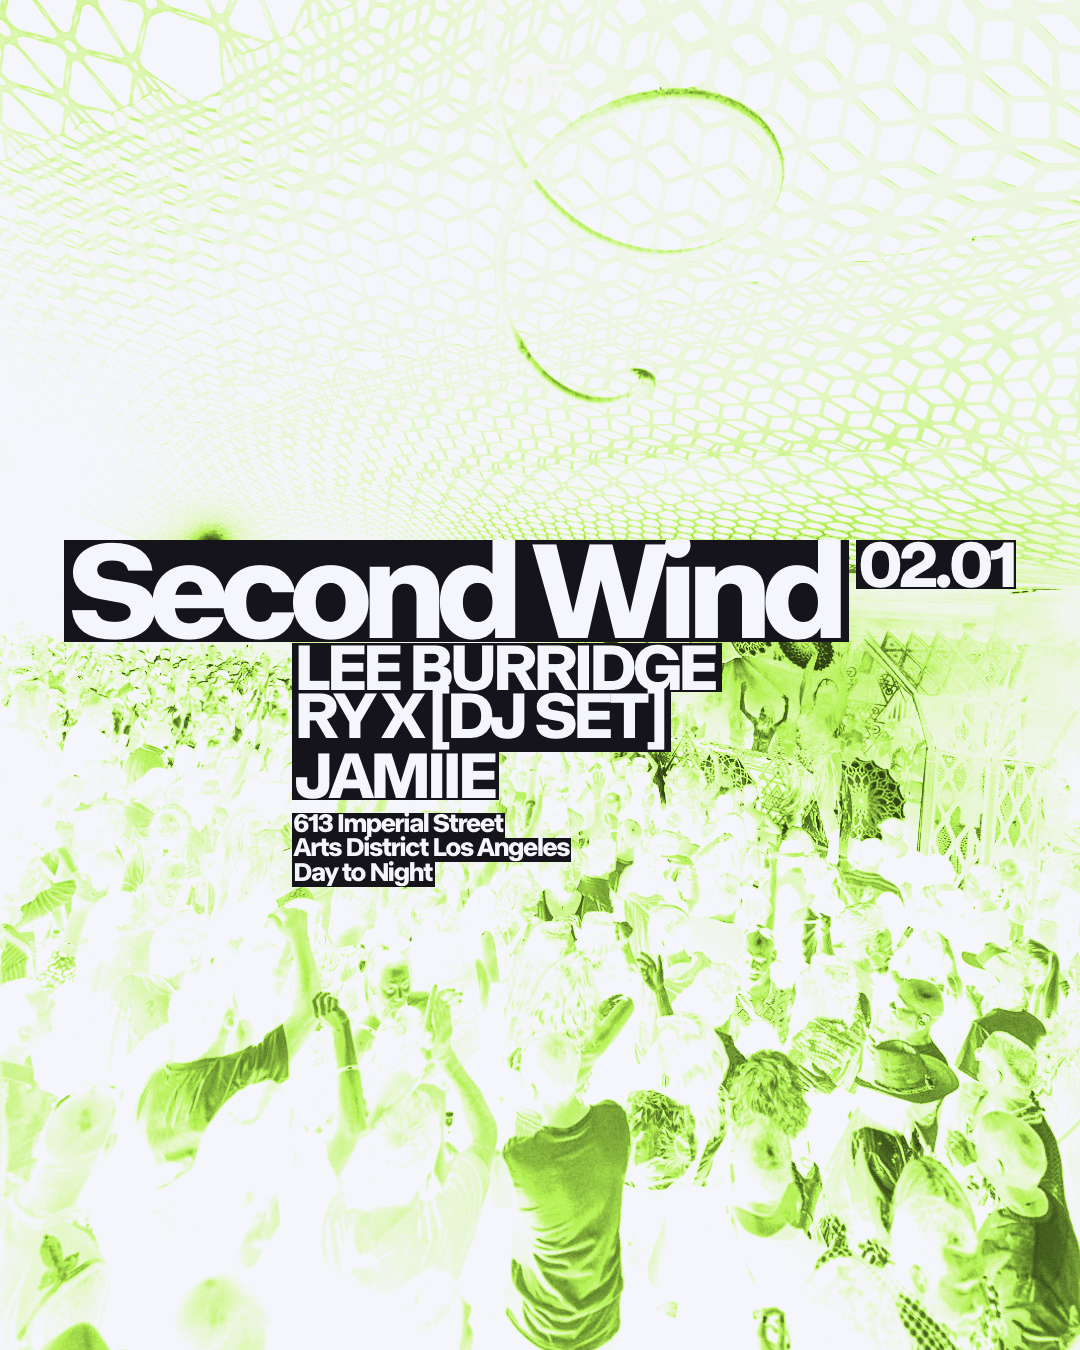 Second Wind 02.01
LEE BURRIDGE
RY X [DJ SET]
JAMIIE
613 Imperial Street
Arts District Los Angeles
Day to Night